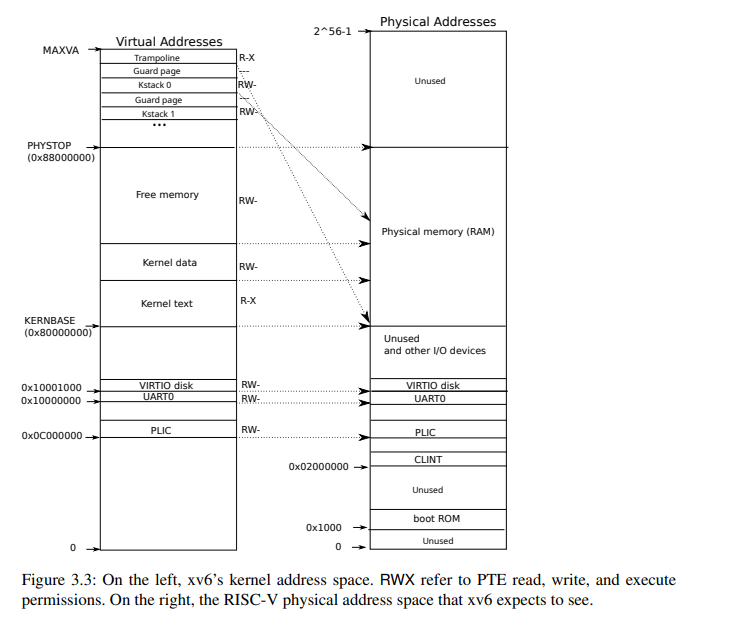 Physical Addresses
2^56-1
Virtual Addresses
MAXVA
Trampoline
R-X
Guard page
---
Unused
Kstack 0
RW-
Guard page
---
Kstack 1
RW-
...
PHYSTOP
(0x88000000)
Free memory
RW-
Physical memory (RAM)
Kernel data
RW-
Kernel text
R-X
KERNBASE
(0x80000000)
Unused
and other I/O devices
0x10001000
VIRTIO disk
RW-
VIRTIO disk
0x10000000
UART0
RW-
UART0
0x0C000000
PLIC
RW-
PLIC
0x02000000
CLINT
Unused
boot ROM
0x1000
0
0
Unused
Figure 3.3: On the left, xv6's kernel address space. RWX refer to PTE read, write, and execute
permissions. On the right, the RISC-V physical address space that xv6 expects to see.